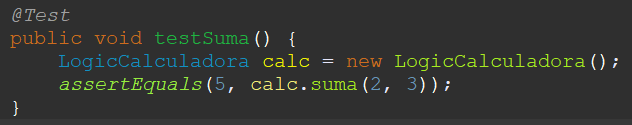 @Test
public void testSuma() {
    LogicCalculadora calc = new LogicCalculadora();
    assertEquals(5, calc.suma(2, 3));
}